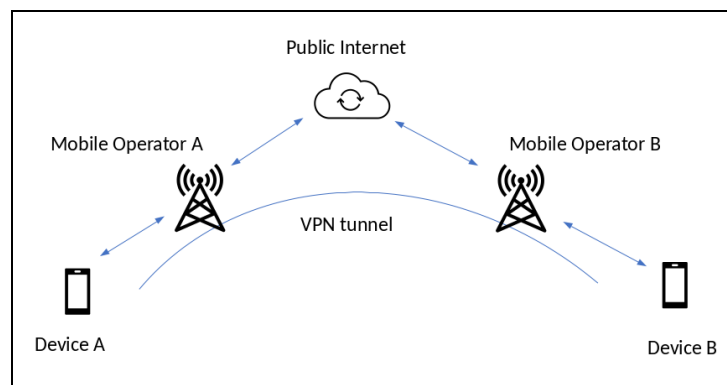 Public Internet
Mobile Operator A
Mobile Operator B
VPN tunnel
Device A
Device B